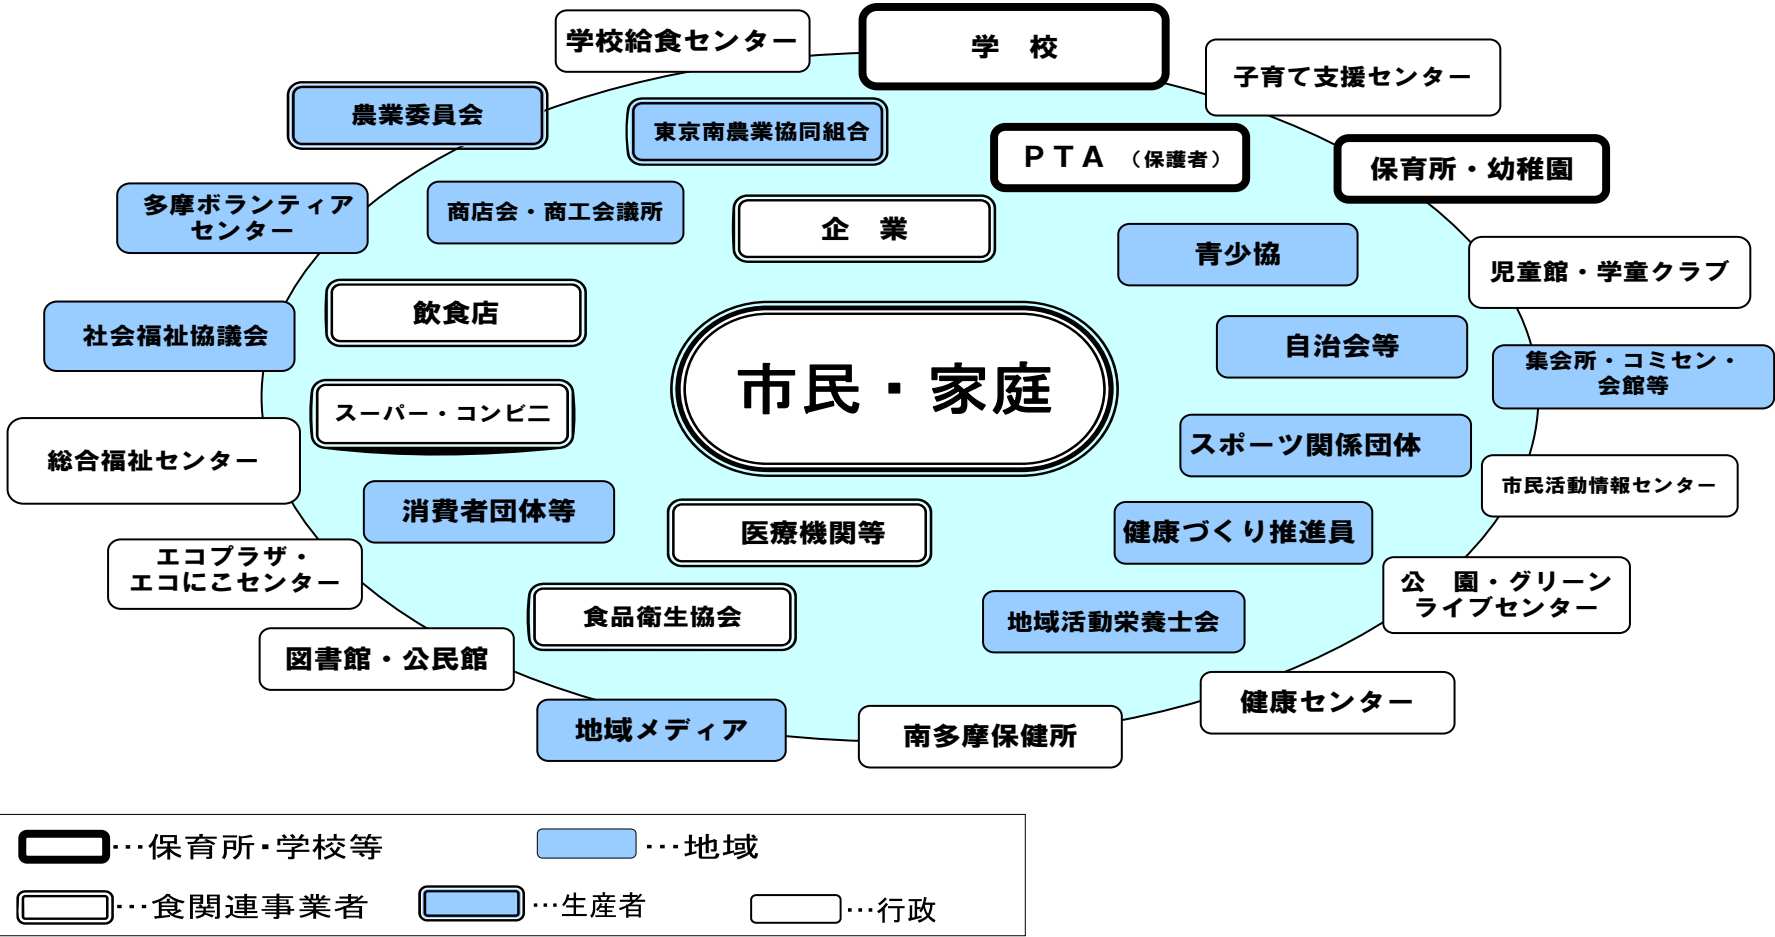 学校給食センター
学　校
子育て支援センター
農業委員会
東京南農業協同組合
ＰＴＡ （保護者）
保育所・幼稚園
多摩ボランティア
センター
商店会・商工会議所
企　業
青少協
児童館・学童クラブ
社会福祉協議会
飲食店
市民・家庭
自治会等
集会所・コミセン・
会館等
スーパー・コンビニ
スポーツ関係団体
総合福祉センター
市民活動情報センター
消費者団体等
医療機関等
健康づくり推進員
エコプラザ・
エコにこセンター
公　園・グリーン
ライブセンター
食品衛生協会
地域活動栄養士会
図書館・公民館
地域メディア
南多摩保健所
健康センター
…保育所・学校等
…地域
…食関連事業者
…生産者
…行政